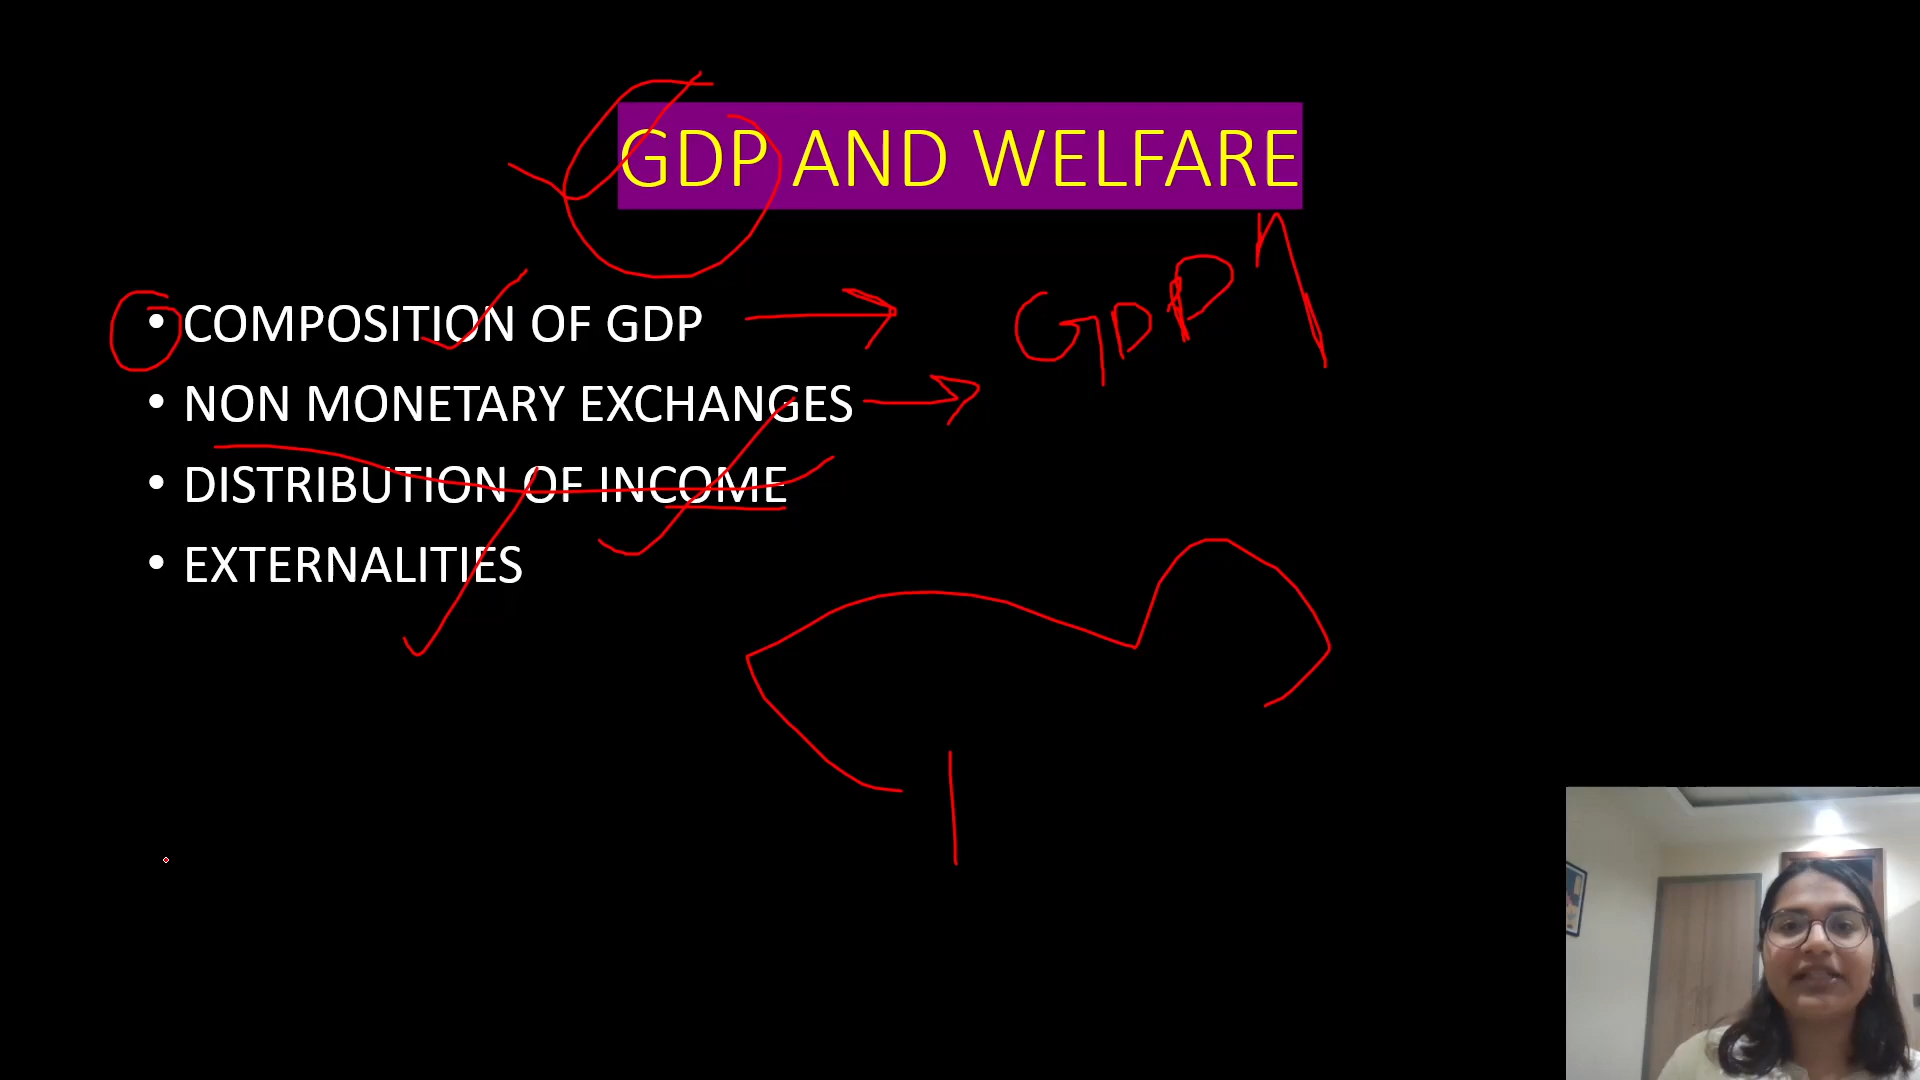 GDP AND WELFARE
• COMPOSITION OF GDP
GDP
• NON MONETARY EXCHANGES
• DISTRIBUTION OF INCOME
• EXTERNALITIES